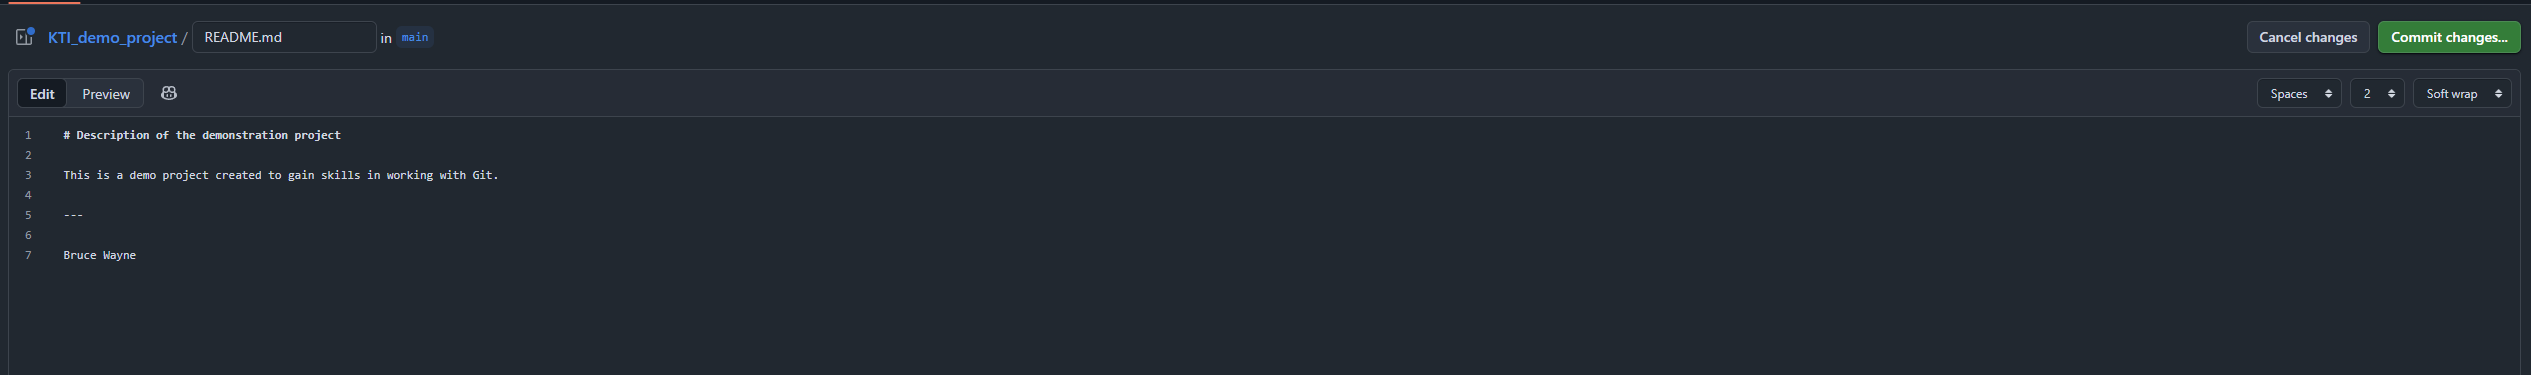 KTI_demo_project / README.md in main
Cancel changes
Commit changes...
Edit
Preview
Spaces
2
Soft wrap
1 # Description of the demonstration project
2
3 This is a demo project created to gain skills in working with Git.
4
5 ---
6
7 Bruce Wayne